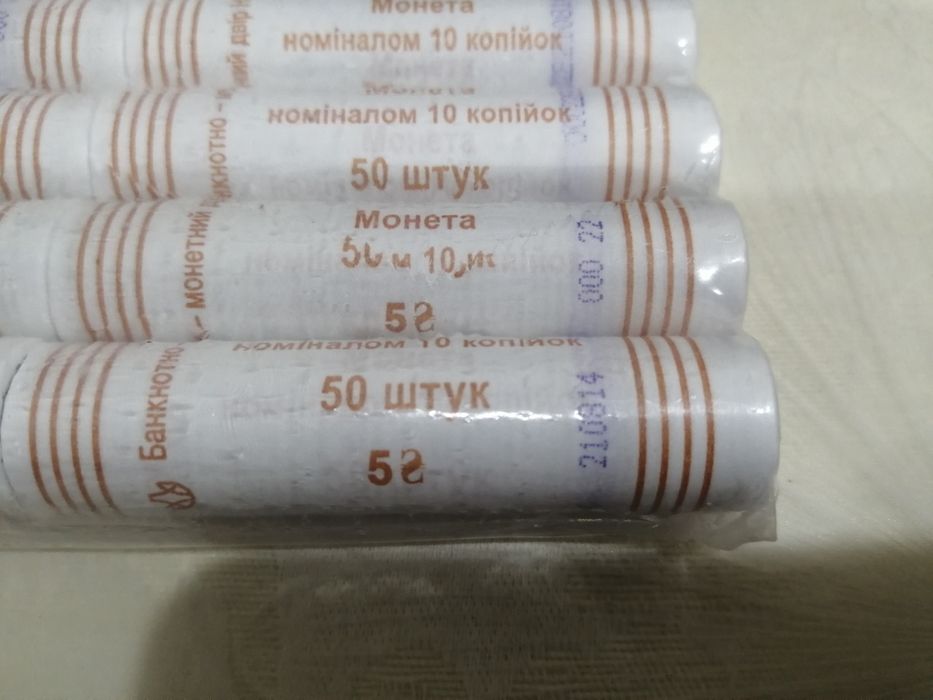 Монета
номіналом 10 копійок
номіналом 10 копійок
50 штук
Монета
5₴
000 22
МОНЕТНИЙ
номіналом 10 копійок
50 штук
5₴
210814
Банкнотно